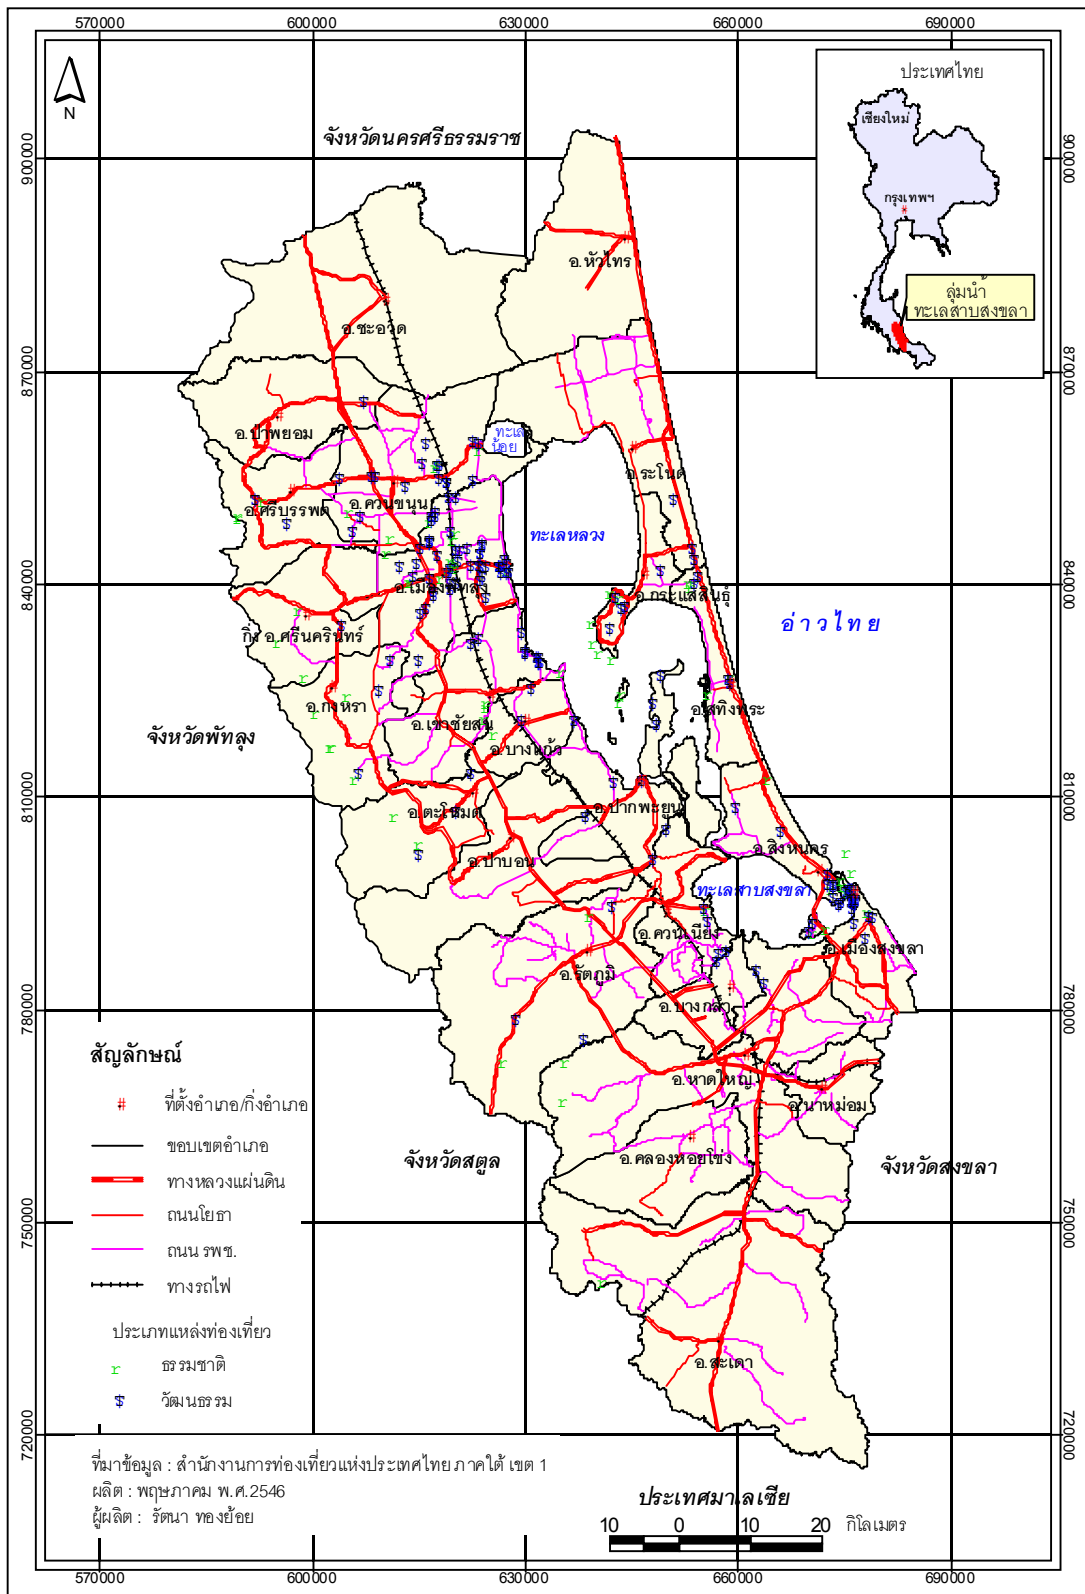 570000 600000 630000 660000 690000
N
ประเทศไทย
เชียงใหม่
กรุงเทพฯ
ลุ่มน้ำ
ทะเลสาบสงขลา
จังหวัดนครศรีธรรมราช
900000 900000
อ.หัวไทร
อ.ชะอวด
870000 870000
อ.ป่าพยอม
ทะเล
น้อย
อ.ระโนด
อ.ศรีบรรพต
อ.ควนขนุน
ทะเลหลวง
840000 840000
อ.เมืองพัทลุง
อ.กระแสสินธุ์
อ่าวไทย
กิ่ง อ.ศรีนครินทร์
อ.กงหรา
อ.สทิงพระ
จังหวัดพัทลุง
อ.เขาชัยสน
อ.บางแก้ว
810000 810000
อ.ตะโหมด
อ.ปากพะยูน
อ.ป่าบอน
อ.สิงหนคร
ทะเลสาบสงขลา
อ.ควนเนียง
อ.เมืองสงขลา
อ.รัตภูมิ
อ.บางกล่ำ
780000 780000
อ.หาดใหญ่
อ.นาหม่อม
อ.คลองหอยโข่ง
จังหวัดสตูล
จังหวัดสงขลา
750000 750000
อ.สะเดา
720000 720000
ประเทศมาเลเซีย
สัญลักษณ์
ที่ตั้งอำเภอ/กิ่งอำเภอ
ขอบเขตอำเภอ
ทางหลวงแผ่นดิน
ถนนโยธา
ถนน รพช.
ทางรถไฟ
ประเภทแหล่งท่องเที่ยว
r ธรรมชาติ
$ วัฒนธรรม
ที่มาข้อมูล : สำนักงานการท่องเที่ยวแห่งประเทศไทย ภาคใต้ เขต 1
ผลิต : พฤษภาคม พ.ศ.2546
ผู้ผลิต : รัตนา ทองย้อย
10 0 10 20 กิโลเมตร
570000 600000 630000 660000 690000